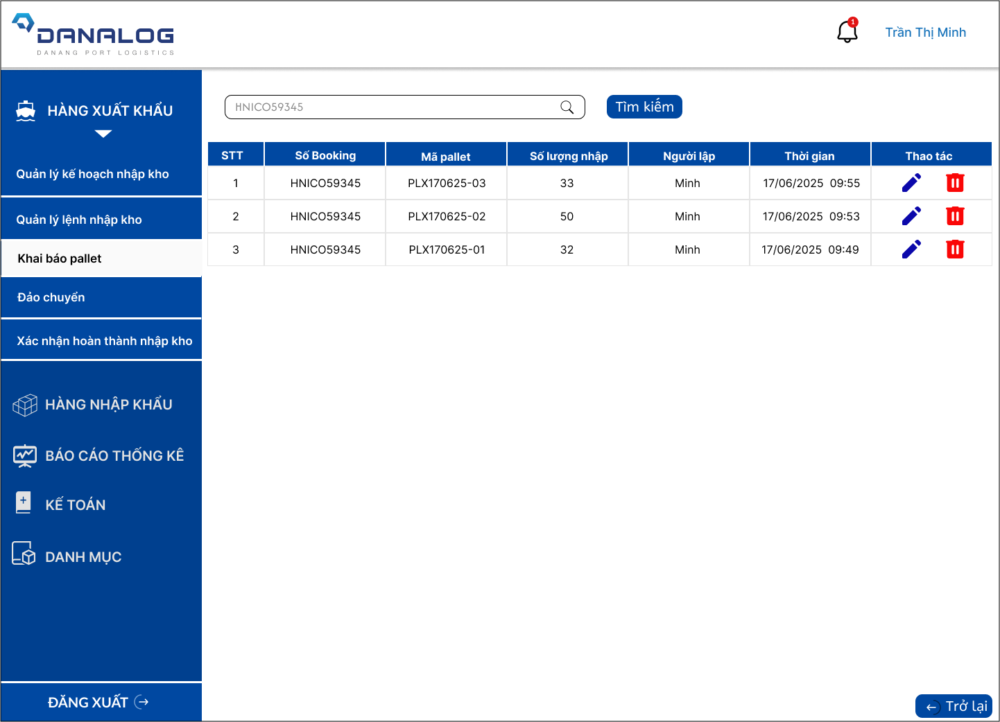 DANALOG
DANANG PORT LOGISTICS
1
Trần Thị Minh
HÀNG XUẤT KHẨU
Quản lý kế hoạch nhập kho
Quản lý lệnh nhập kho
Khai báo pallet
Đảo chuyển
Xác nhận hoàn thành nhập kho
HÀNG NHẬP KHẨU
BÁO CÁO THỐNG KÊ
KẾ TOÁN
DANH MỤC
ĐĂNG XUẤT
HNICO59345
Tìm kiếm
STT Số Booking Mã pallet Số lượng nhập Người lập Thời gian Thao tác
1 HNICO59345 PLX170625-03 33 Minh 17/06/2025 09:55
2 HNICO59345 PLX170625-02 50 Minh 17/06/2025 09:53
3 HNICO59345 PLX170625-01 32 Minh 17/06/2025 09:49
Trở lại